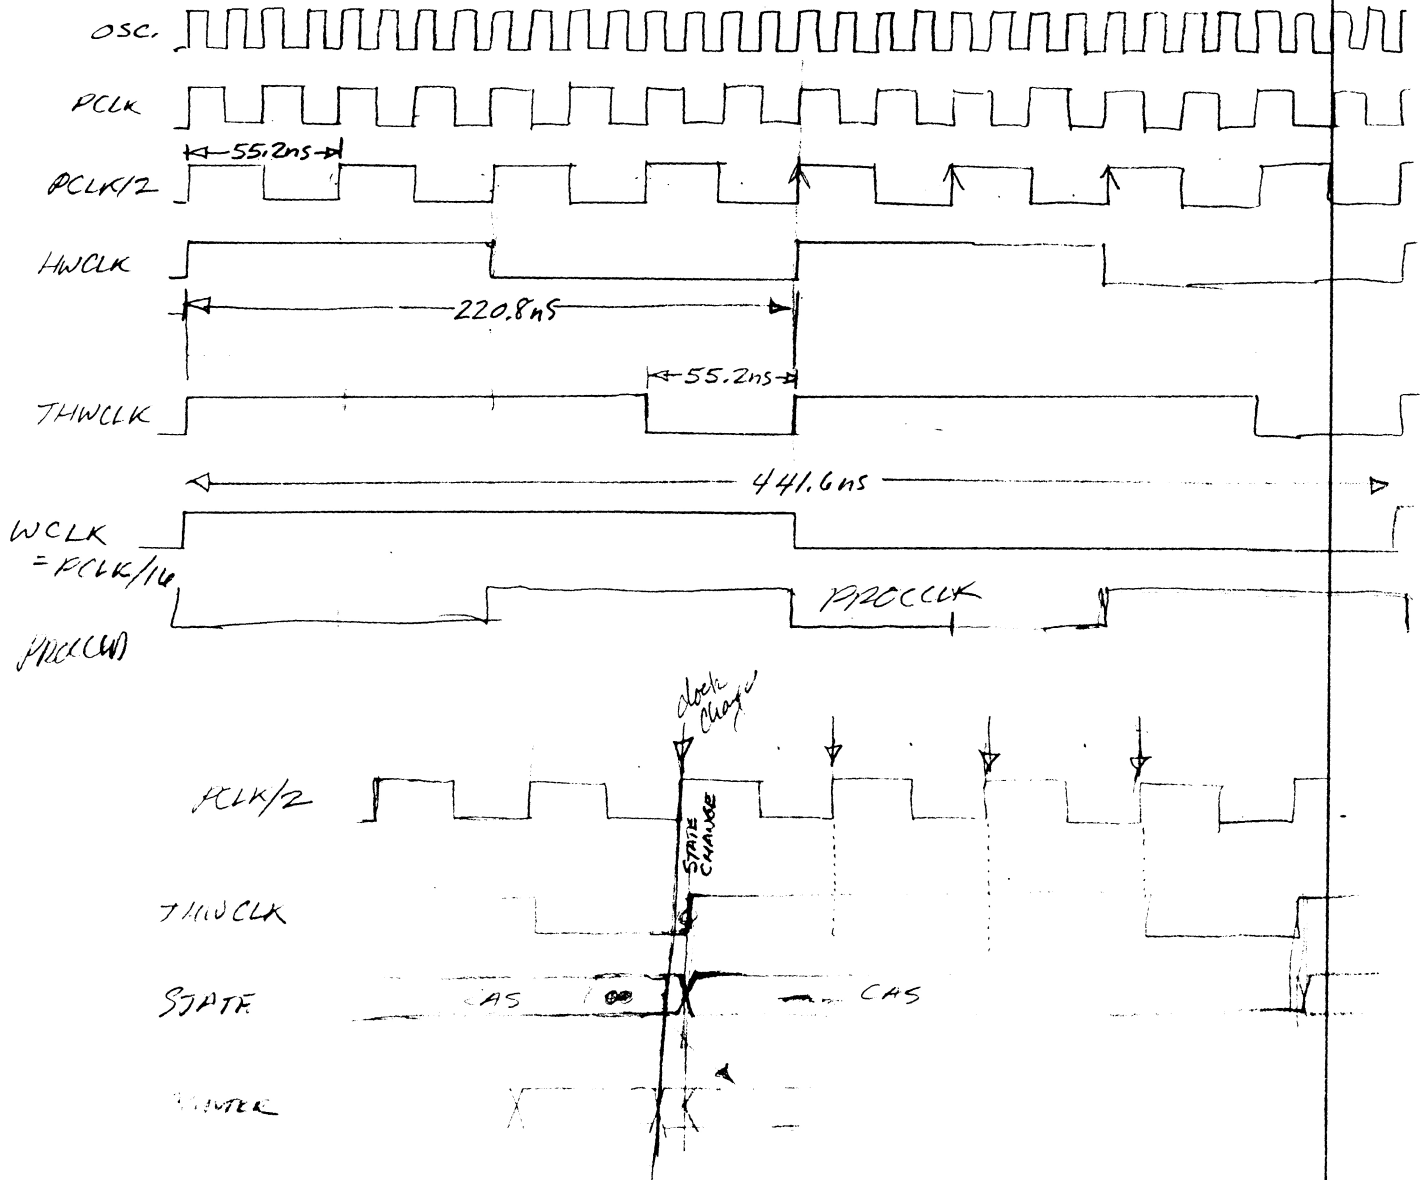 OSC.
PCLK
55.2ns
PCLK/2
HWCLK
220.8nS
55.2ns
THWCLK
441.6ns
WCLK
= PCLK/16
PROCCLK
clock
change
PCLK/2
STATE
CHANGE
THWCLK
STATE
CAS
CAS